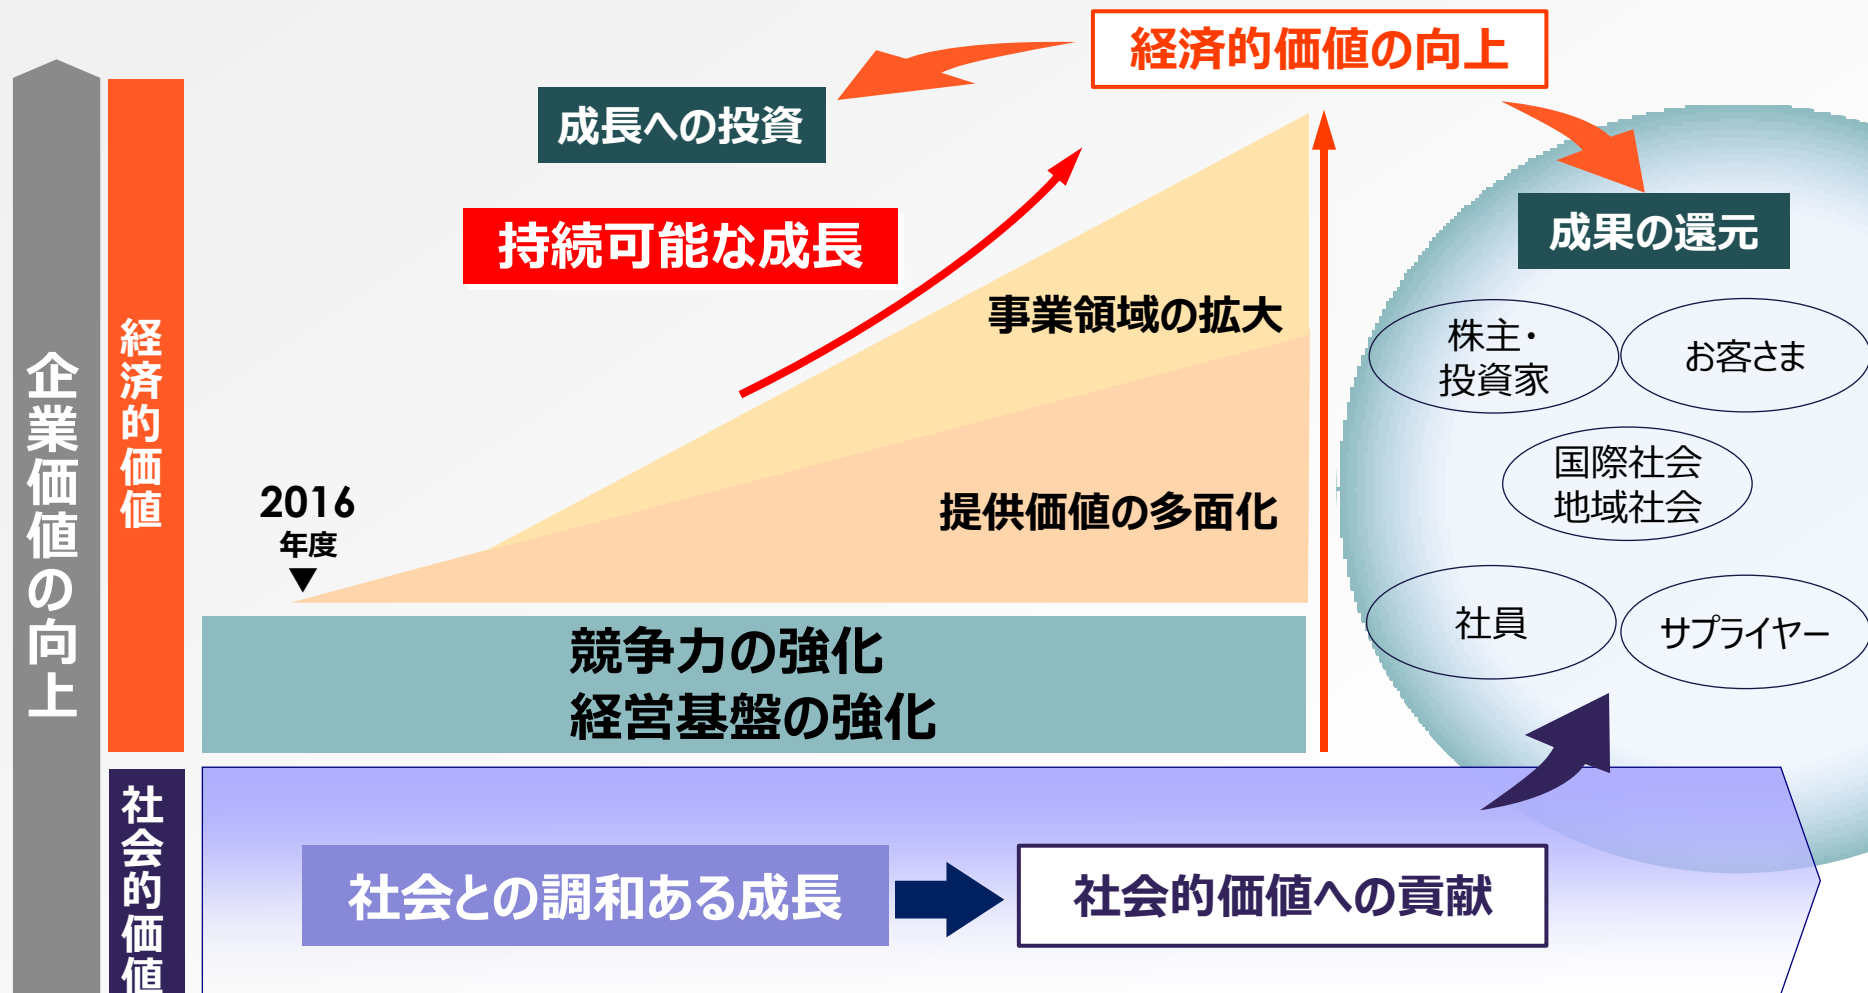 企業価値の向上
経済的価値
社会的価値
経済的価値の向上
成長への投資
持続可能な成長
事業領域の拡大
提供価値の多面化
2016
年度
▼
競争力の強化
経営基盤の強化
成果の還元
株主・
投資家
お客さま
国際社会
地域社会
社員
サプライヤー
社会との調和ある成長
社会的価値への貢献